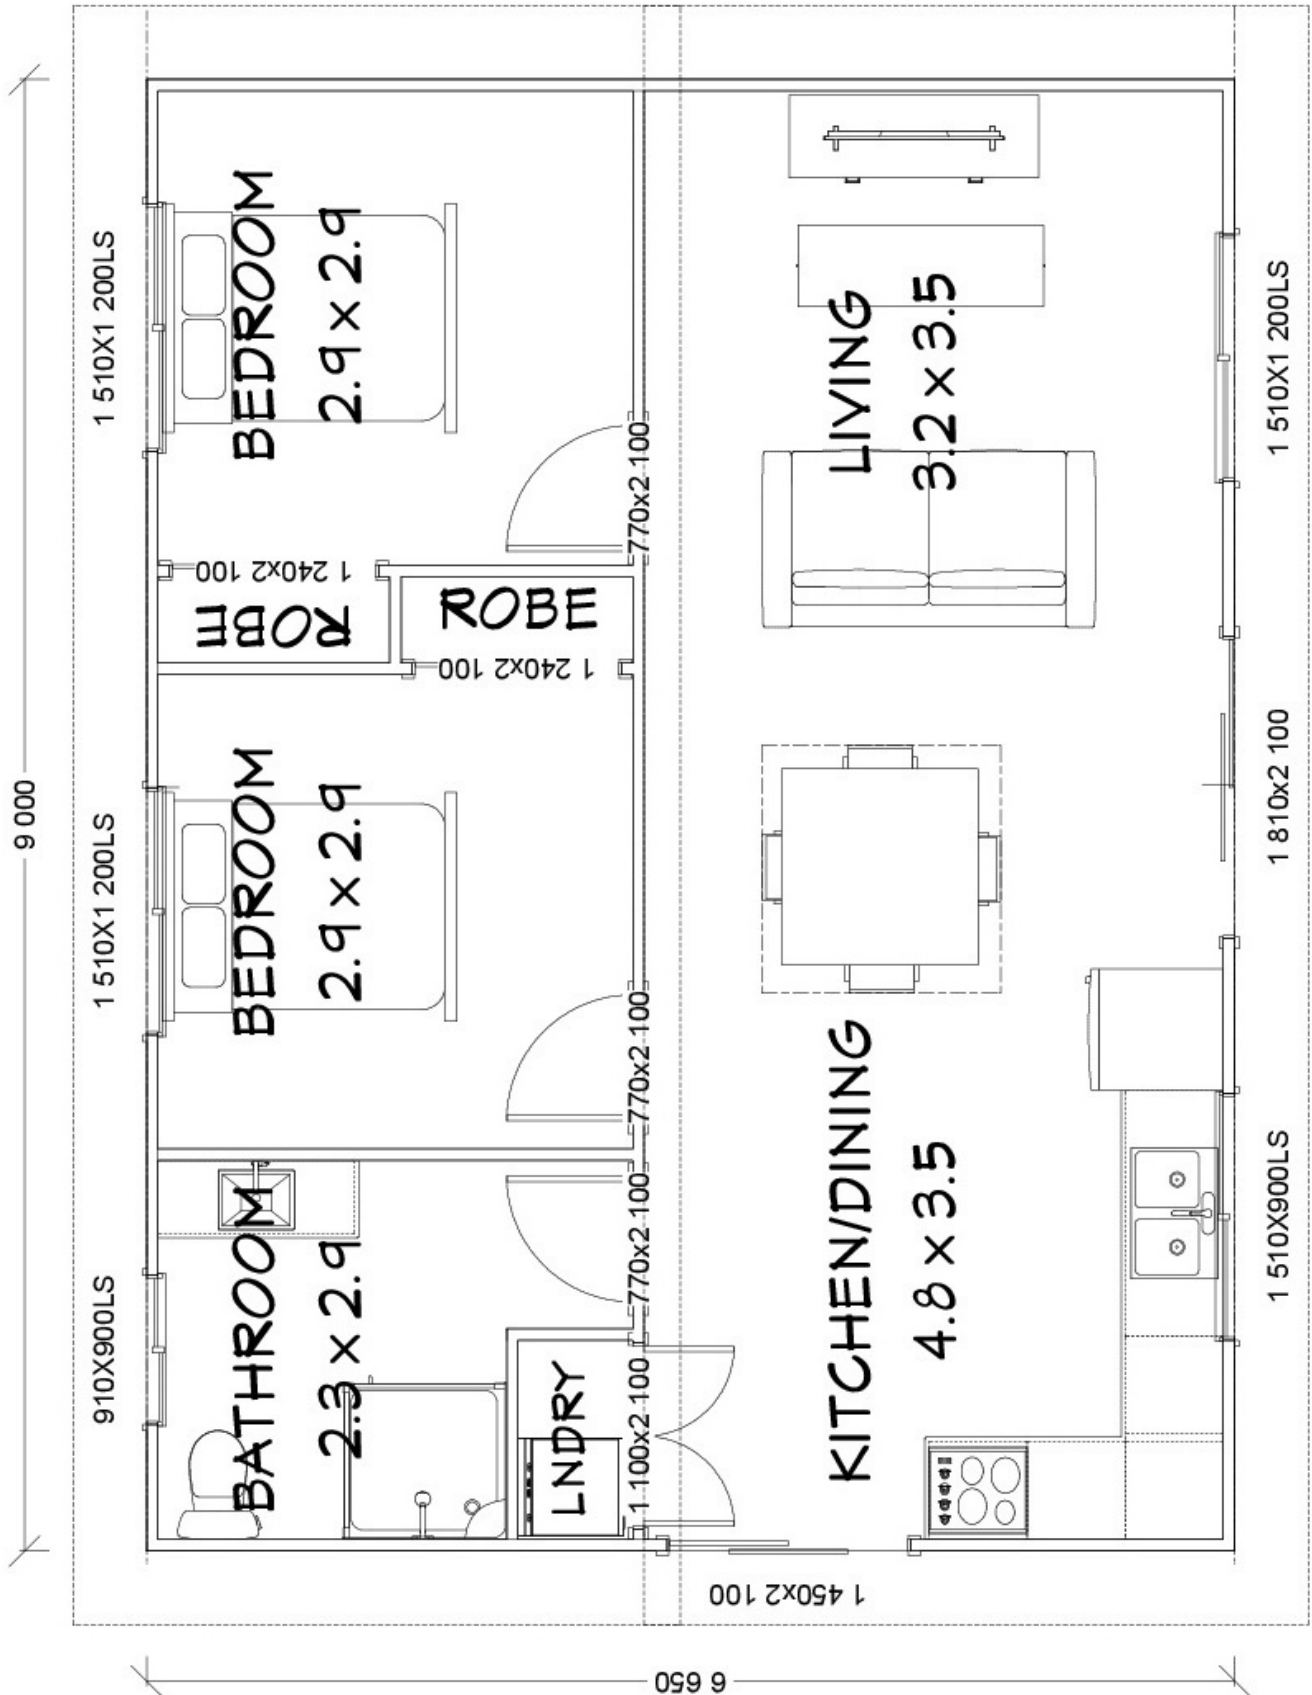 9 000
1 510X1 200LS
1 510X1 200LS
910X900LS
BEDROOM
2.9 x 2.9
770x2 100
1 240x2 100
ROBE
ROBE
1 240x2 100
BEDROOM
2.9 x 2.9
770x2 100
BATHROOM
2.3 x 2.9
770x2 100
LNDRY
1 100x2 100
LIVING
3.2 x 3.5
KITCHEN/DINING
4.8 x 3.5
1 510X1 200LS
1 810x2 100
1 510X900LS
1 450x2 100
6 650